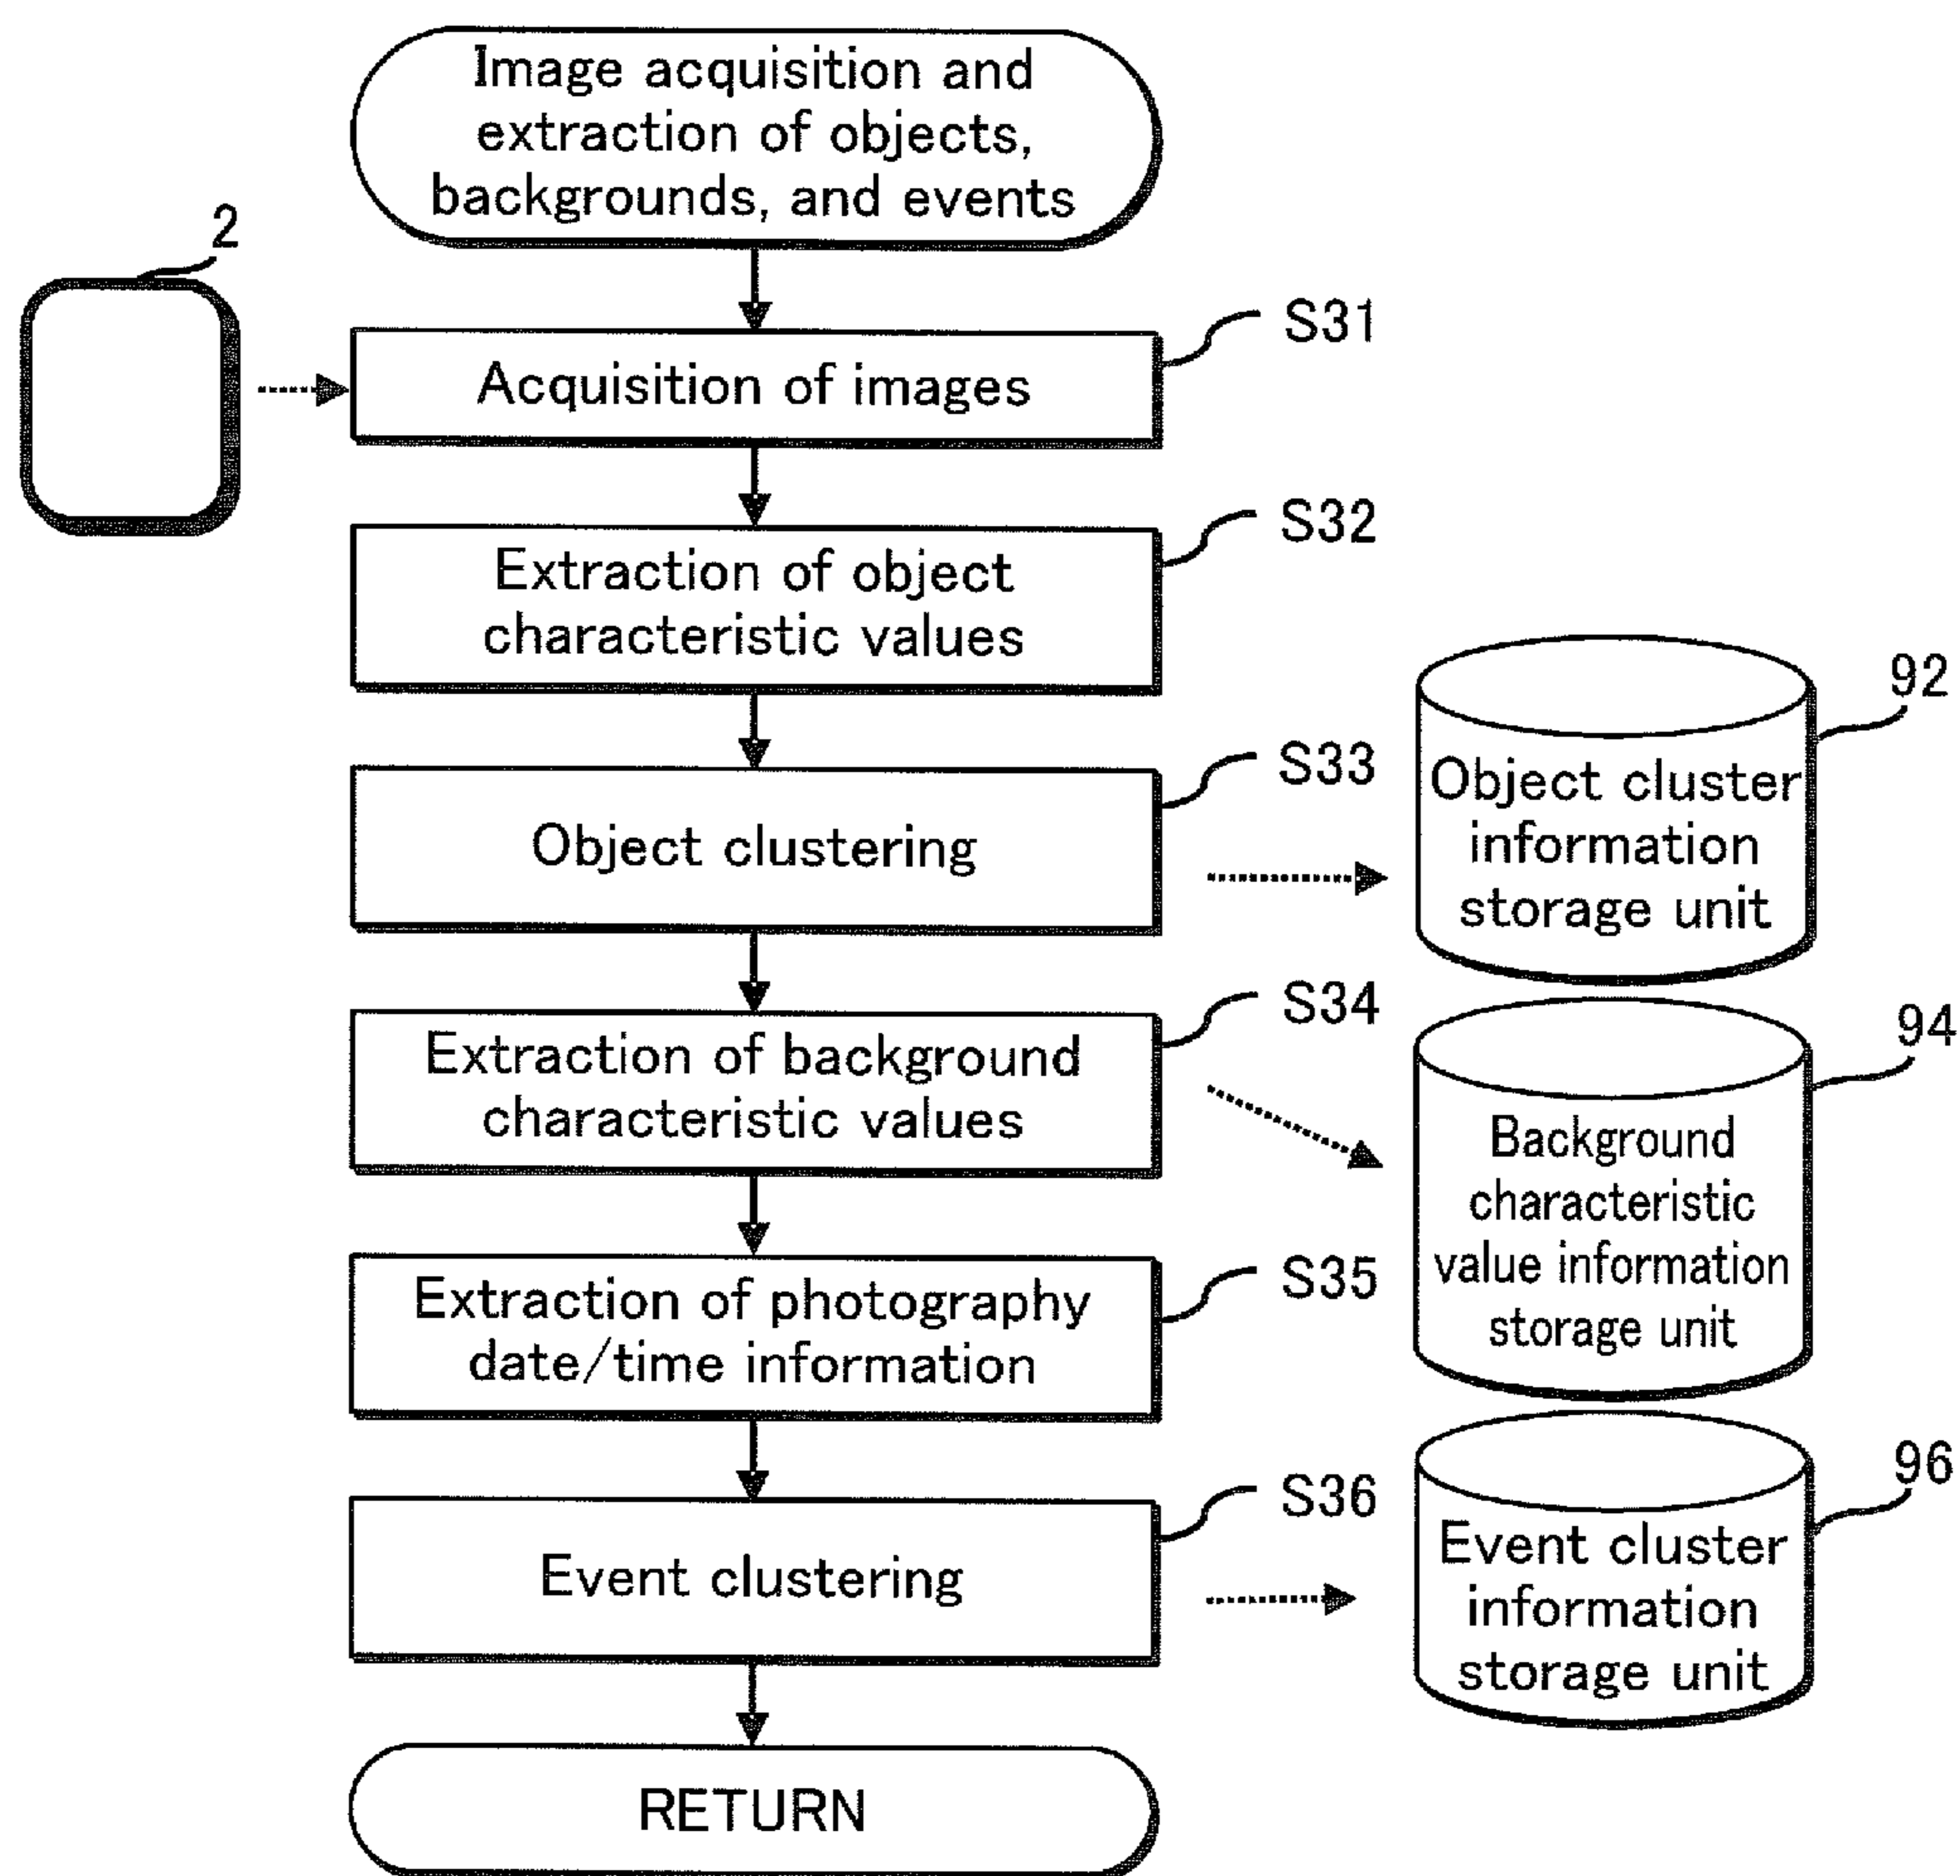 Image acquisition and
extraction of objects,
backgrounds, and events
2
S31
Acquisition of images
S32
Extraction of object
characteristic values
92
S33
Object clustering
Object cluster
information
storage unit
S34
Extraction of background
characteristic values
94
Background
characteristic
value information
storage unit
S35
Extraction of photography
date/time information
96
S36
Event clustering
Event cluster
information
storage unit
RETURN